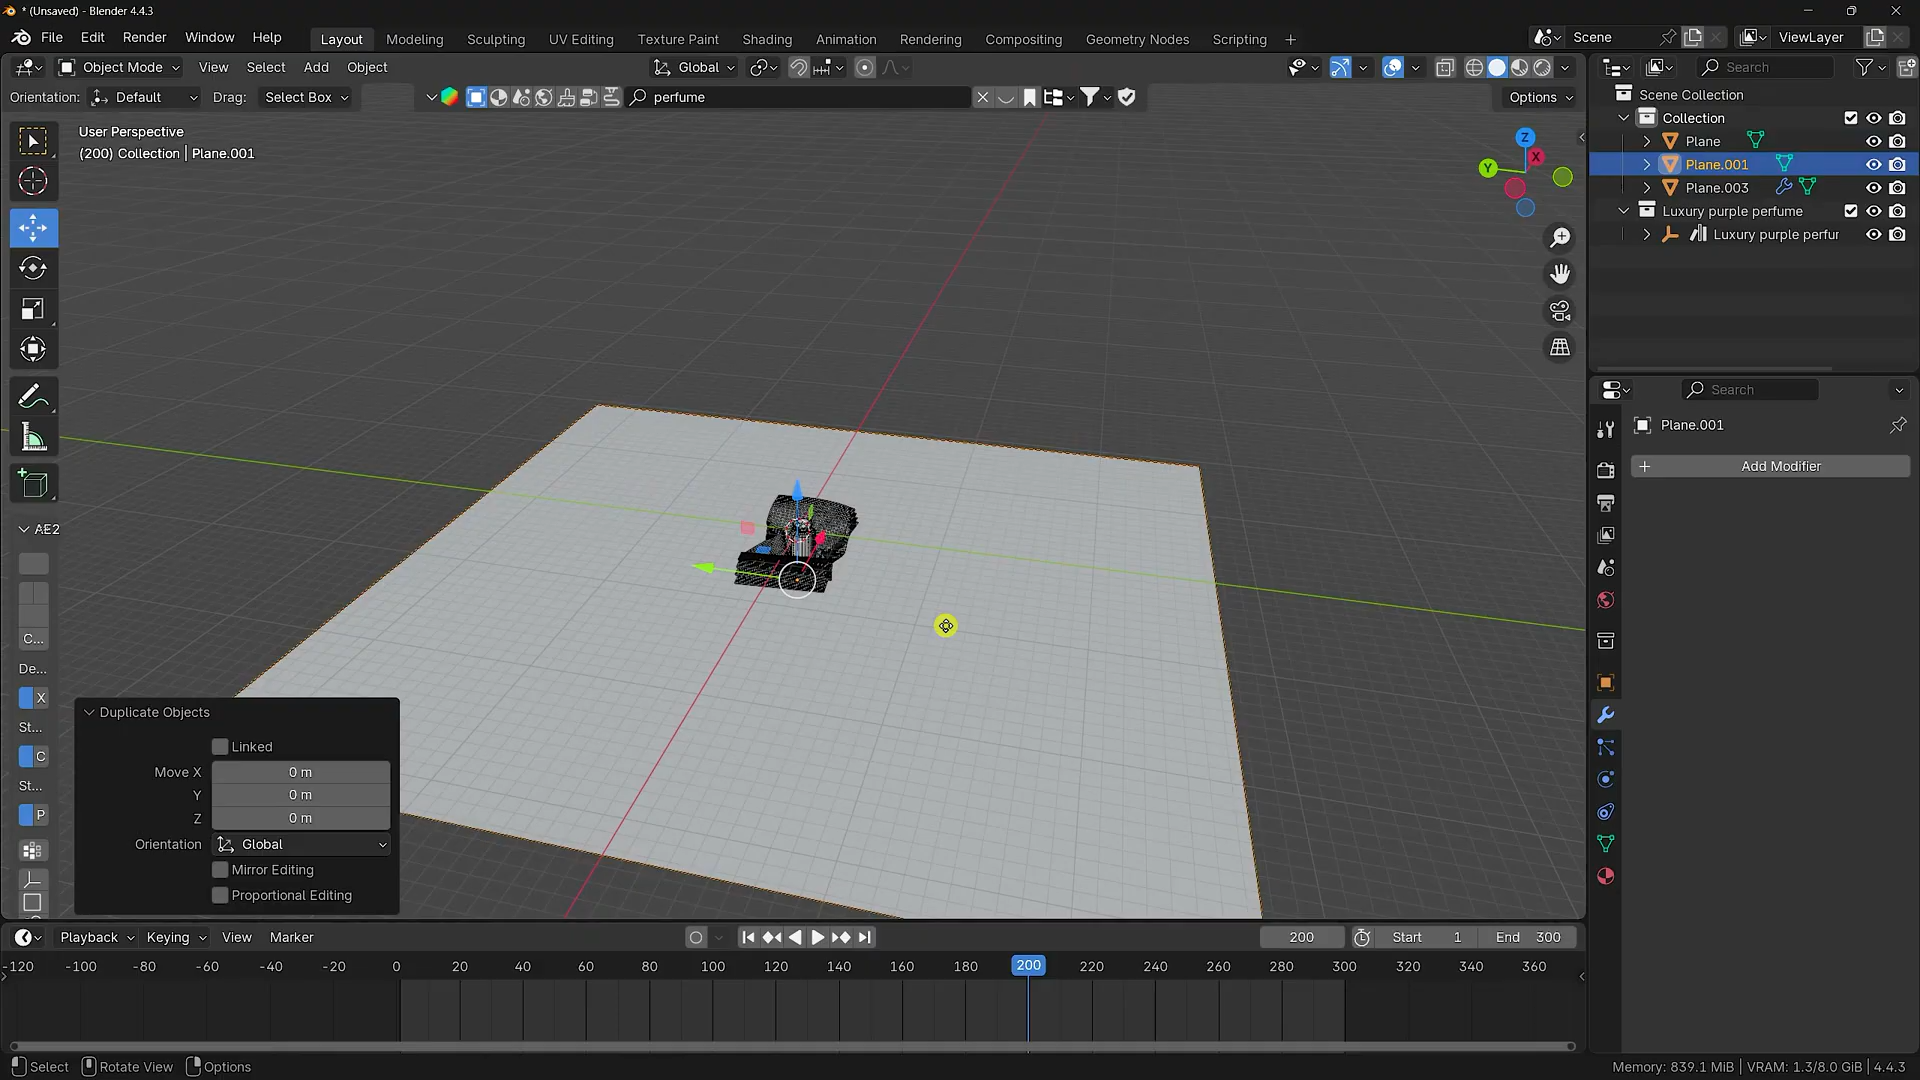 * (Unsaved) - Blender 4.4.3
File Edit Render Window Help
Layout Modeling Sculpting UV Editing Texture Paint Shading Animation Rendering Compositing Geometry Nodes Scripting +
Scene
ViewLayer
Object Mode View Select Add Object
Global
Search
Orientation: Default Drag: Select Box
perfume
Options
User Perspective
(200) Collection | Plane.001
Z
X
Y
Scene Collection
Collection
Plane
Plane.001
Plane.003
Luxury purple perfume
Luxury purple perfur
Search
Plane.001
+ Add Modifier
AE2
C...
De...
X
St...
C
St...
P
Duplicate Objects
Linked
Move X 0 m
Y 0 m
Z 0 m
Orientation Global
Mirror Editing
Proportional Editing
Playback Keying View Marker
200 Start 1 End 300
-120 -100 -80 -60 -40 -20 0 20 40 60 80 100 120 140 160 180 200 220 240 260 280 300 320 340 360
Select Rotate View Options
Memory: 839.1 MiB | VRAM: 1.3/8.0 GiB | 4.4.3